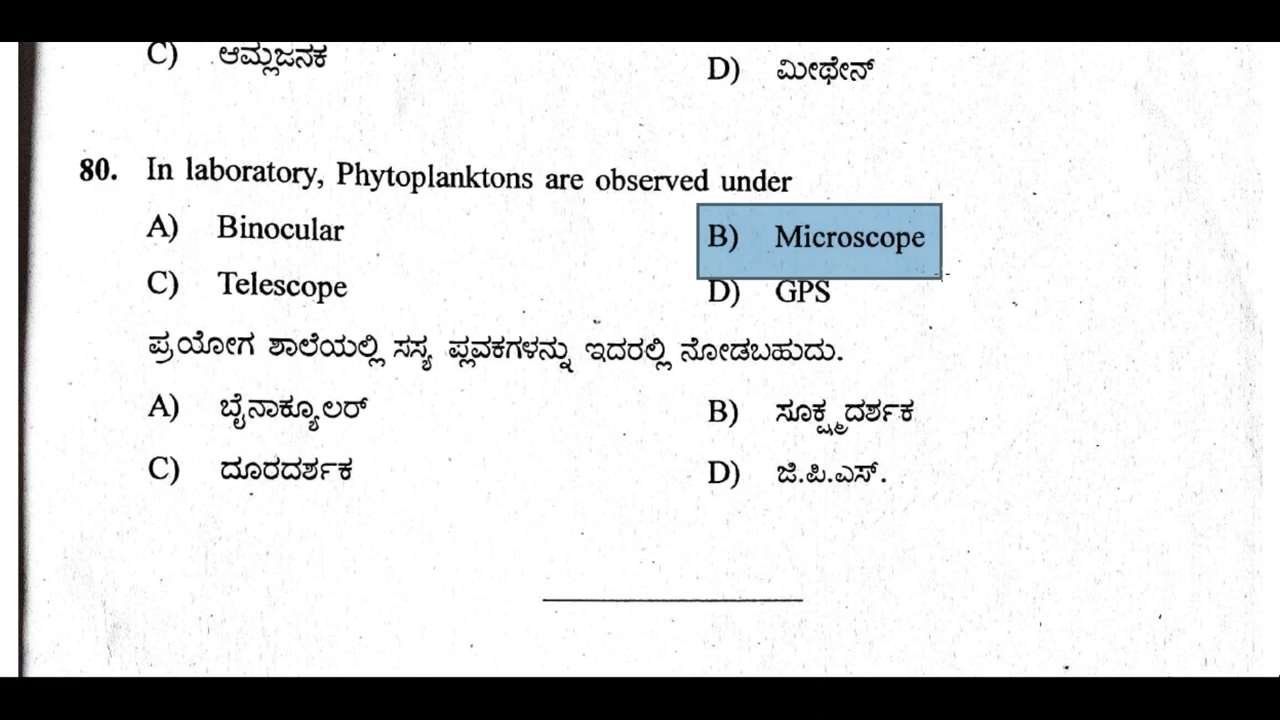 C) ಆಮ್ಲಜನಕ D) ಮೀಥೇನ್
80. In laboratory, Phytoplanktons are observed under
A) Binocular B) Microscope
C) Telescope D) GPS
ಪ್ರಯೋಗ ಶಾಲೆಯಲ್ಲಿ ಸಸ್ಯ ಪ್ಲವಕಗಳನ್ನು ಇದರಲ್ಲಿ ನೋಡಬಹುದು.
A) ಬೈನಾಕ್ಯೂಲರ್ B) ಸೂಕ್ಷ್ಮದರ್ಶಕ
C) ದೂರದರ್ಶಕ D) ಜಿ.ಪಿ.ಎಸ್.